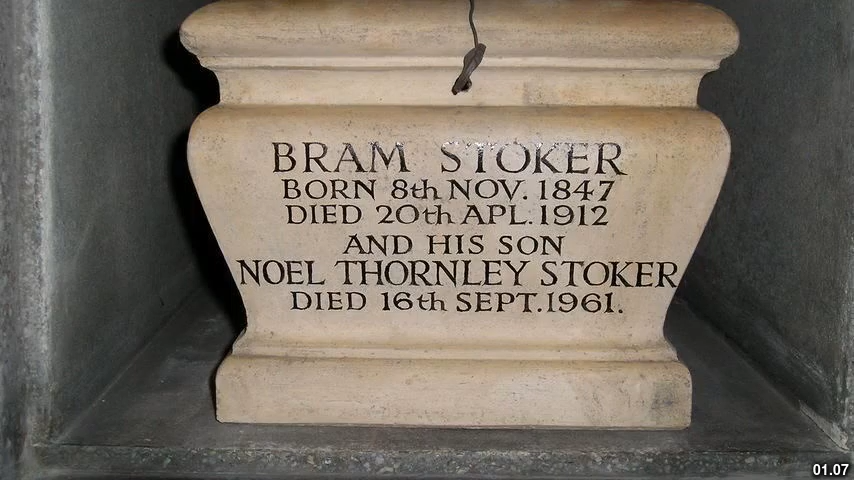 BRAM STOKER
BORN 8th NOV. 1847
DIED 20th APL. 1912
AND HIS SON
NOEL THORNLEY STOKER
DIED 16th SEPT. 1961.
01.07